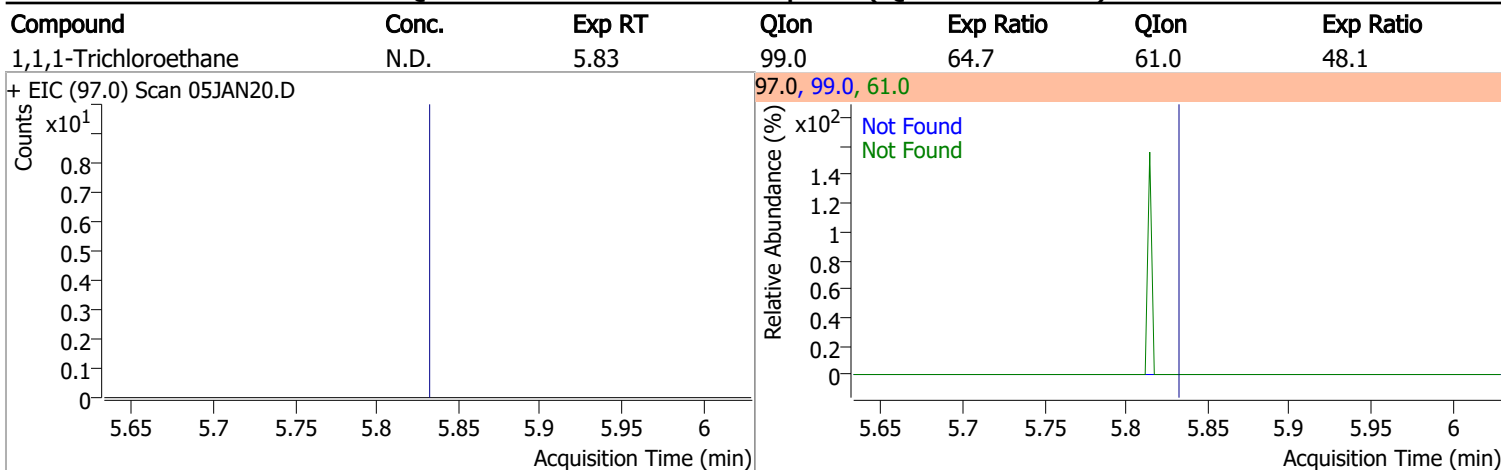 Compound Conc. Exp RT QIon Exp Ratio QIon Exp Ratio
1,1,1-Trichloroethane N.D. 5.83 99.0 64.7 61.0 48.1
+ EIC (97.0) Scan 05JAN20.D
Counts
x10^1
0.8
0.7
0.6
0.5
0.4
0.3
0.2
0.1
0
5.65 5.7 5.75 5.8 5.85 5.9 5.95 6
Acquisition Time (min)
97.0, 99.0, 61.0
Relative Abundance (%)
x10^2
Not Found
Not Found
1.4
1.2
1
0.8
0.6
0.4
0.2
0
5.65 5.7 5.75 5.8 5.85 5.9 5.95 6
Acquisition Time (min)